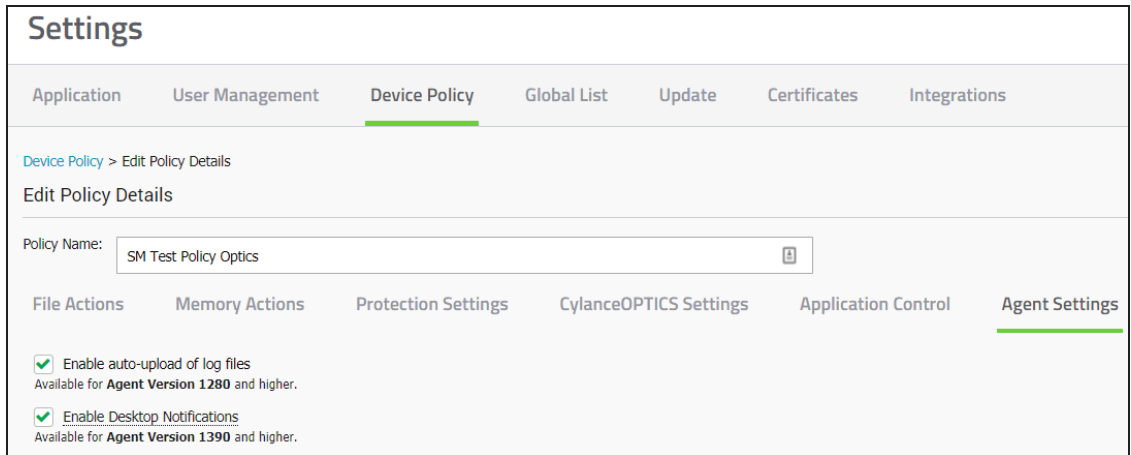 Settings
Application User Management Device Policy Global List Update Certificates Integrations
Device Policy > Edit Policy Details
Edit Policy Details
Policy Name: SM Test Policy Optics
File Actions Memory Actions Protection Settings CylanceOPTICS Settings Application Control Agent Settings
Enable auto-upload of log files
Available for Agent Version 1280 and higher.
Enable Desktop Notifications
Available for Agent Version 1390 and higher.